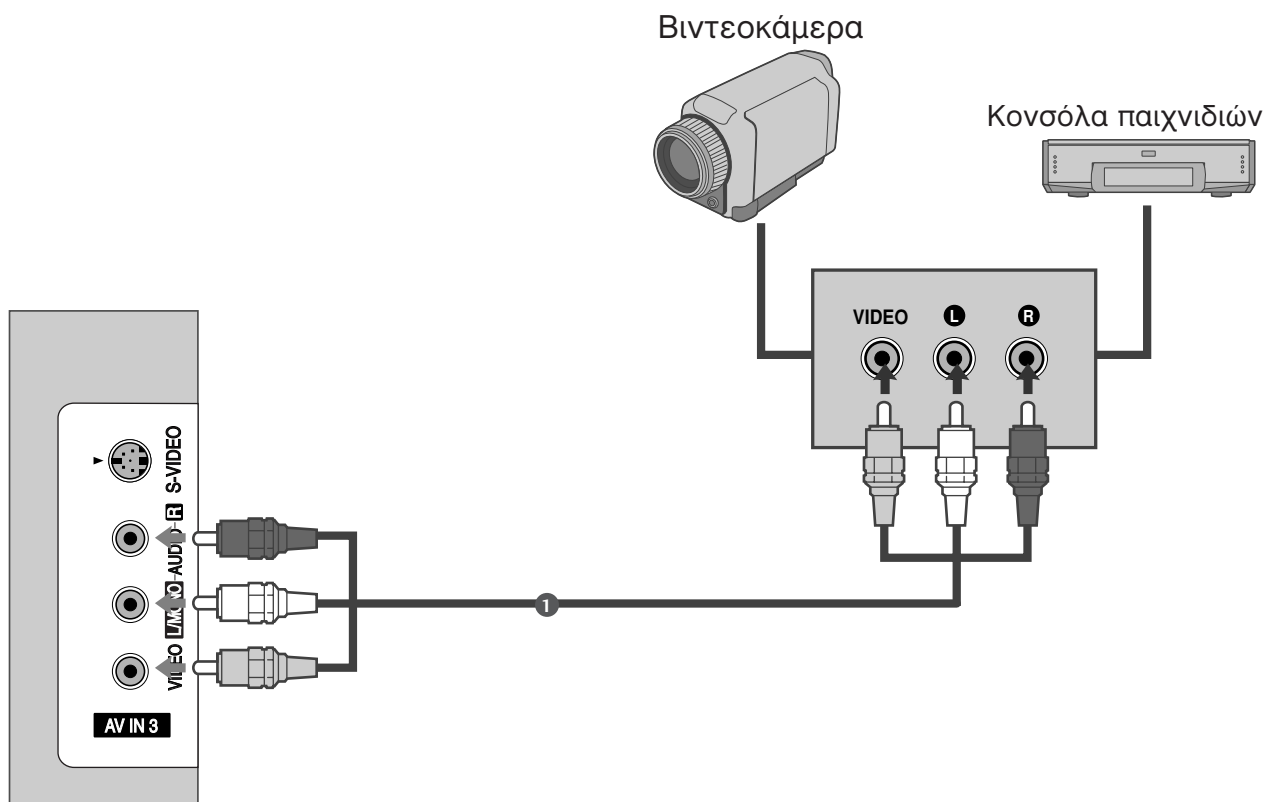 Βιντεοκάμερα
Κονσόλα παιχνιδιών
VIDEO L R
S-VIDEO
AUDIO R
L/MONO
VIDEO
AV IN 3
1